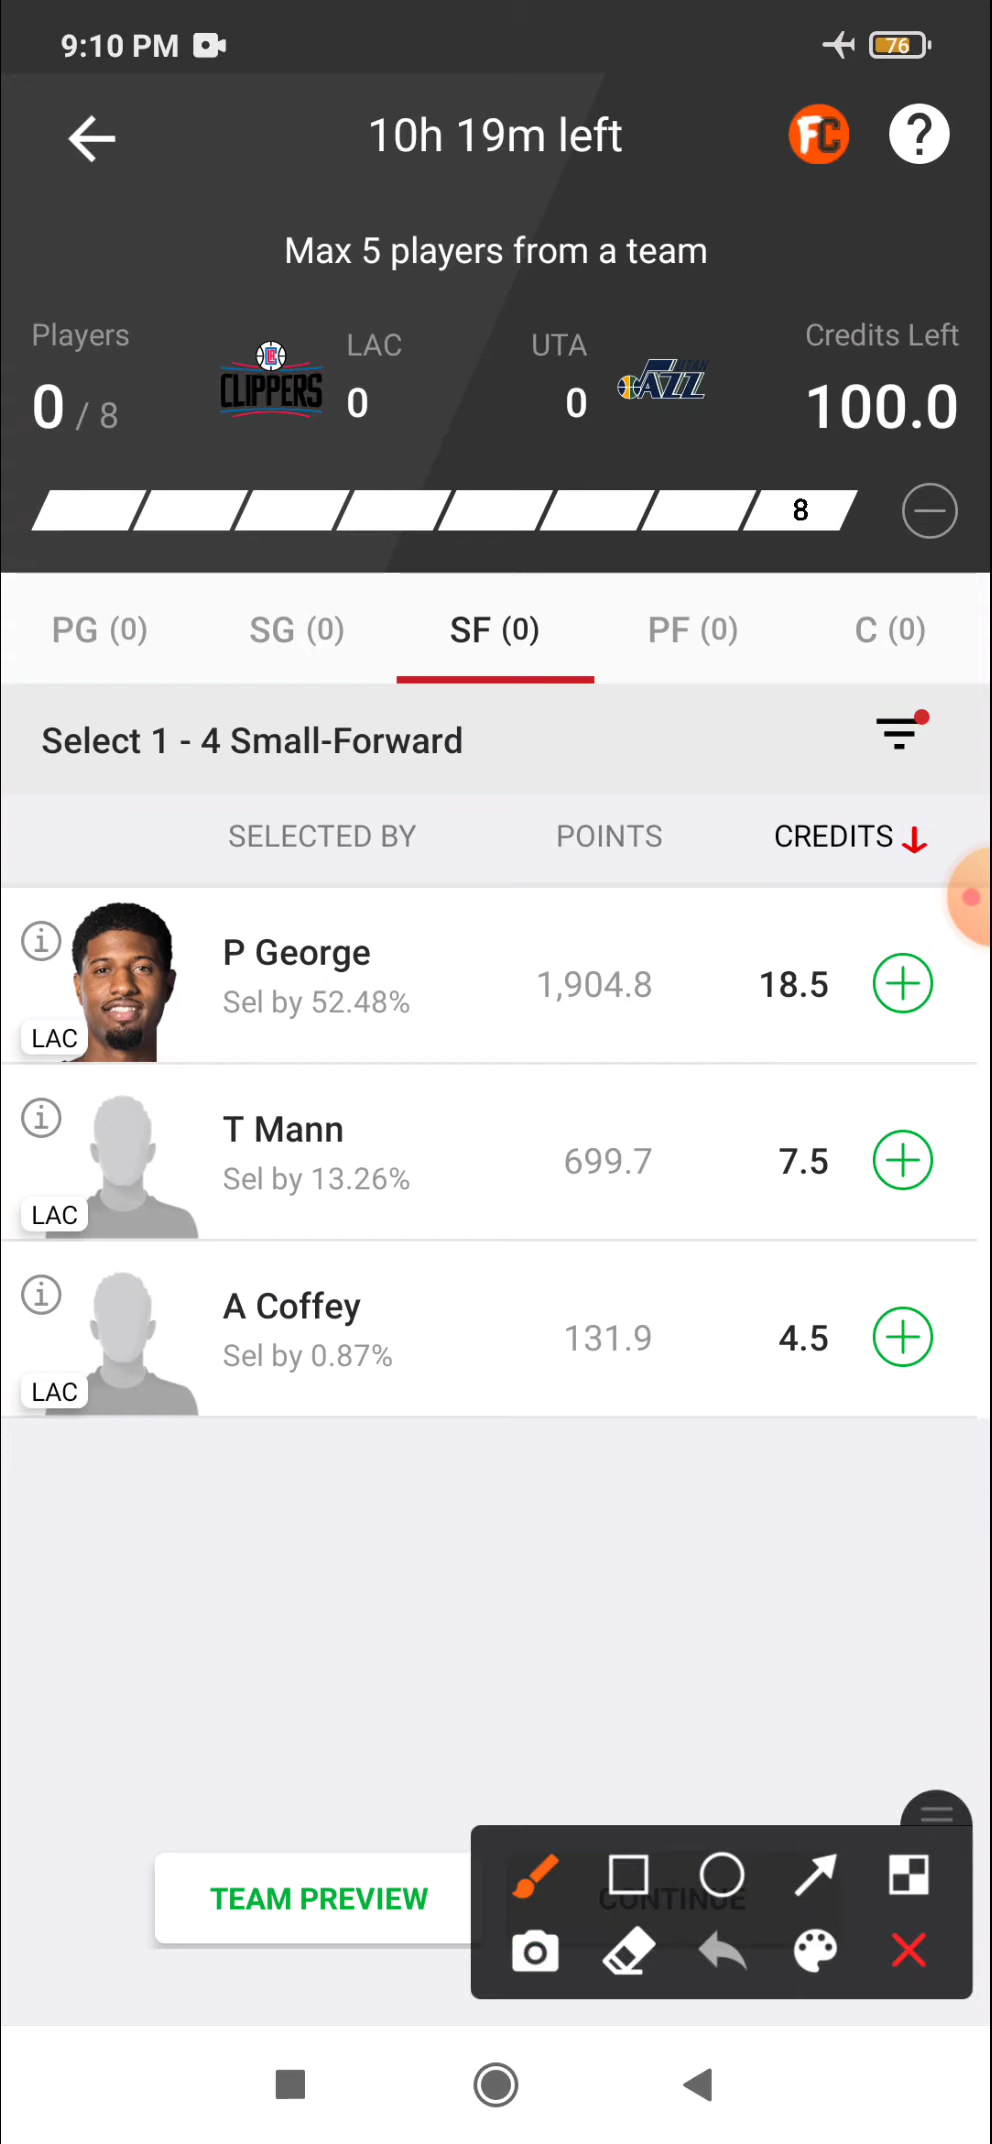 9:10 PM
76
10h 19m left
FC
?
Max 5 players from a team
Players
LAC
UTA
Credits Left
CLIPPERS
0 / 8
0
0
UTAH
JAZZ
100.0
8
PG (0)
SG (0)
SF (0)
PF (0)
C (0)
Select 1 - 4 Small-Forward
SELECTED BY
POINTS
CREDITS
P George
Sel by 52.48%
1,904.8
18.5
LAC
T Mann
Sel by 13.26%
699.7
7.5
LAC
A Coffey
Sel by 0.87%
131.9
4.5
LAC
TEAM PREVIEW
CONTINUE